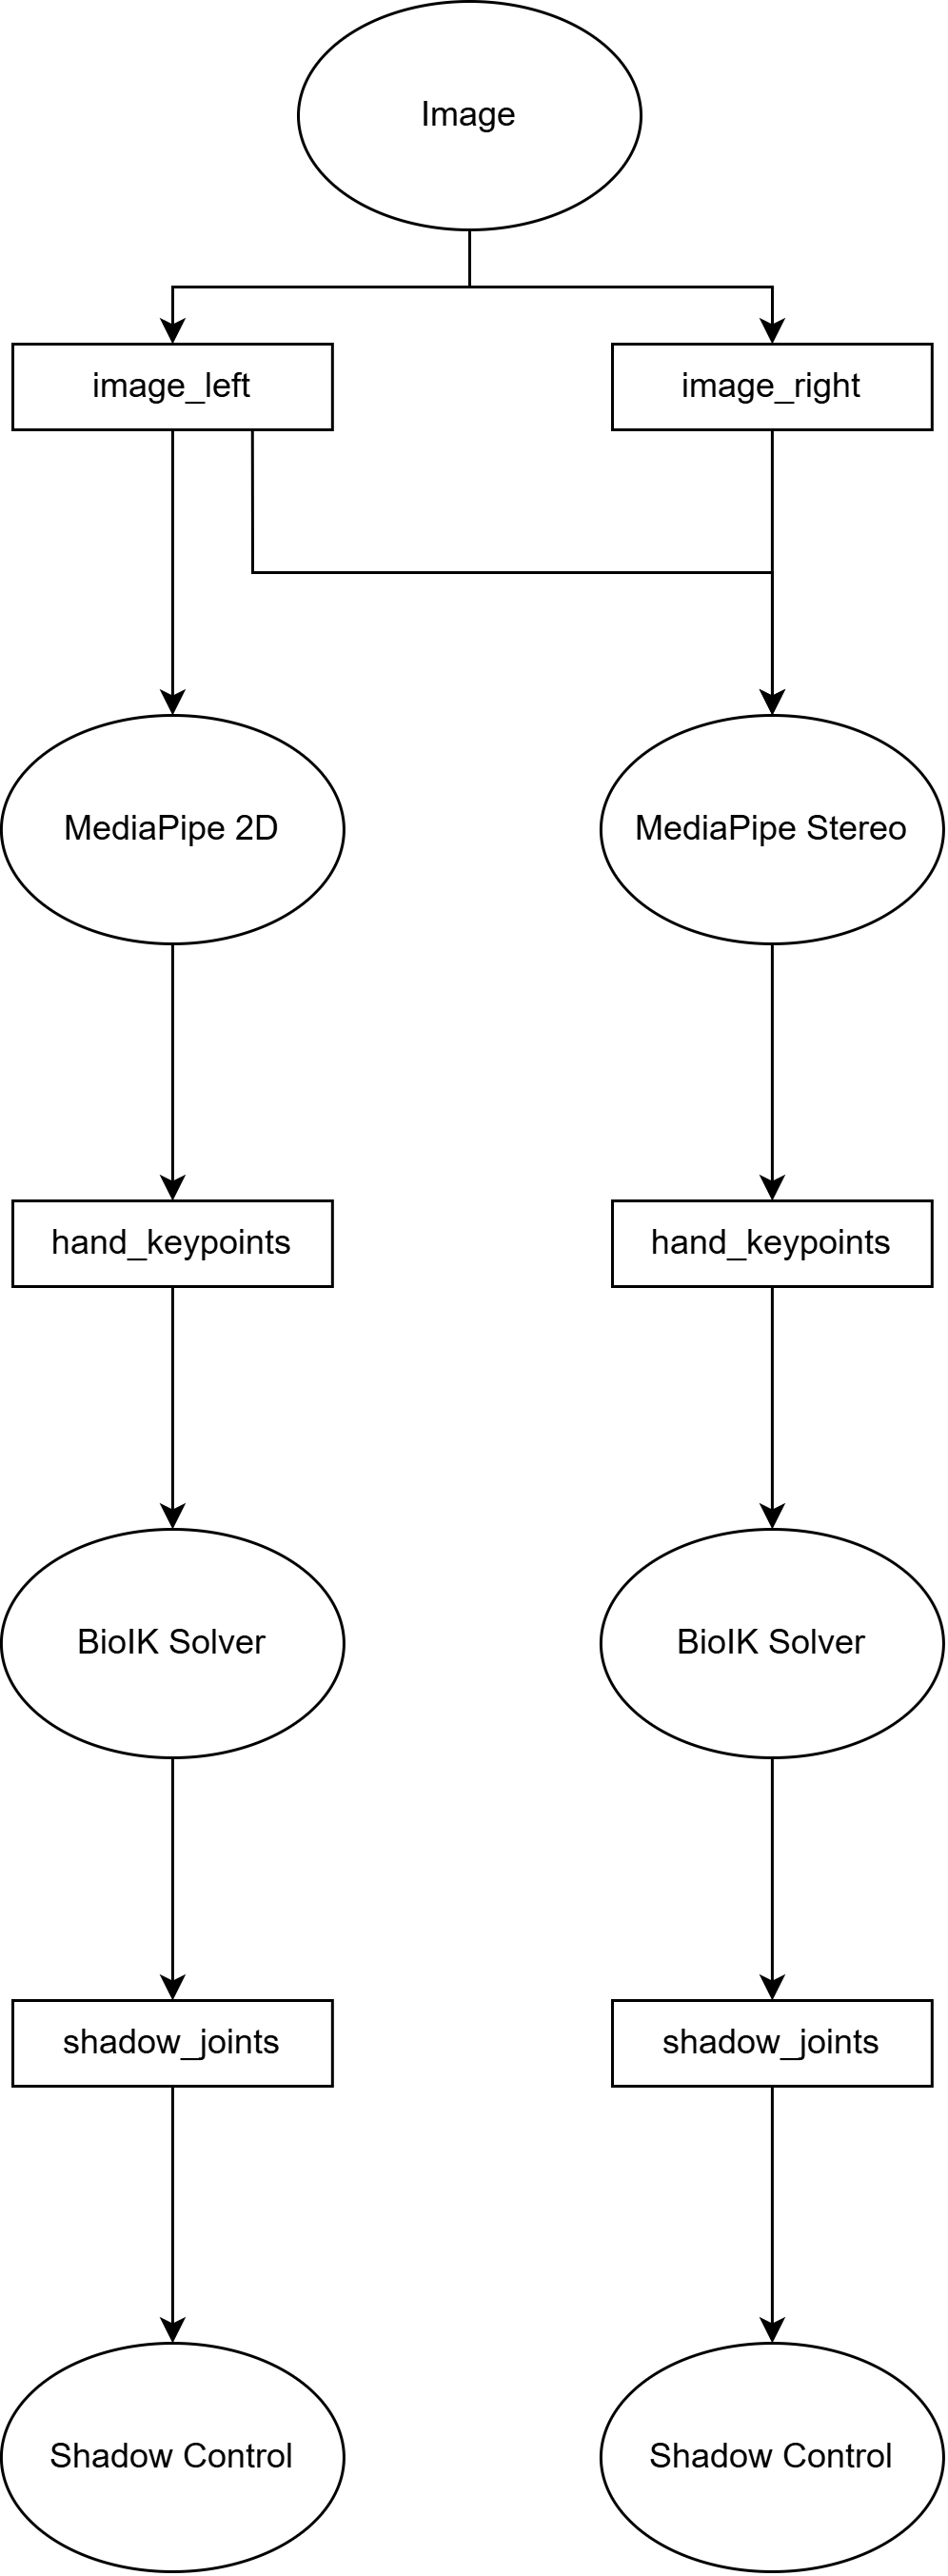 Image
image_left
image_right
MediaPipe 2D
MediaPipe Stereo
hand_keypoints
hand_keypoints
BioIK Solver
BioIK Solver
shadow_joints
shadow_joints
Shadow Control
Shadow Control